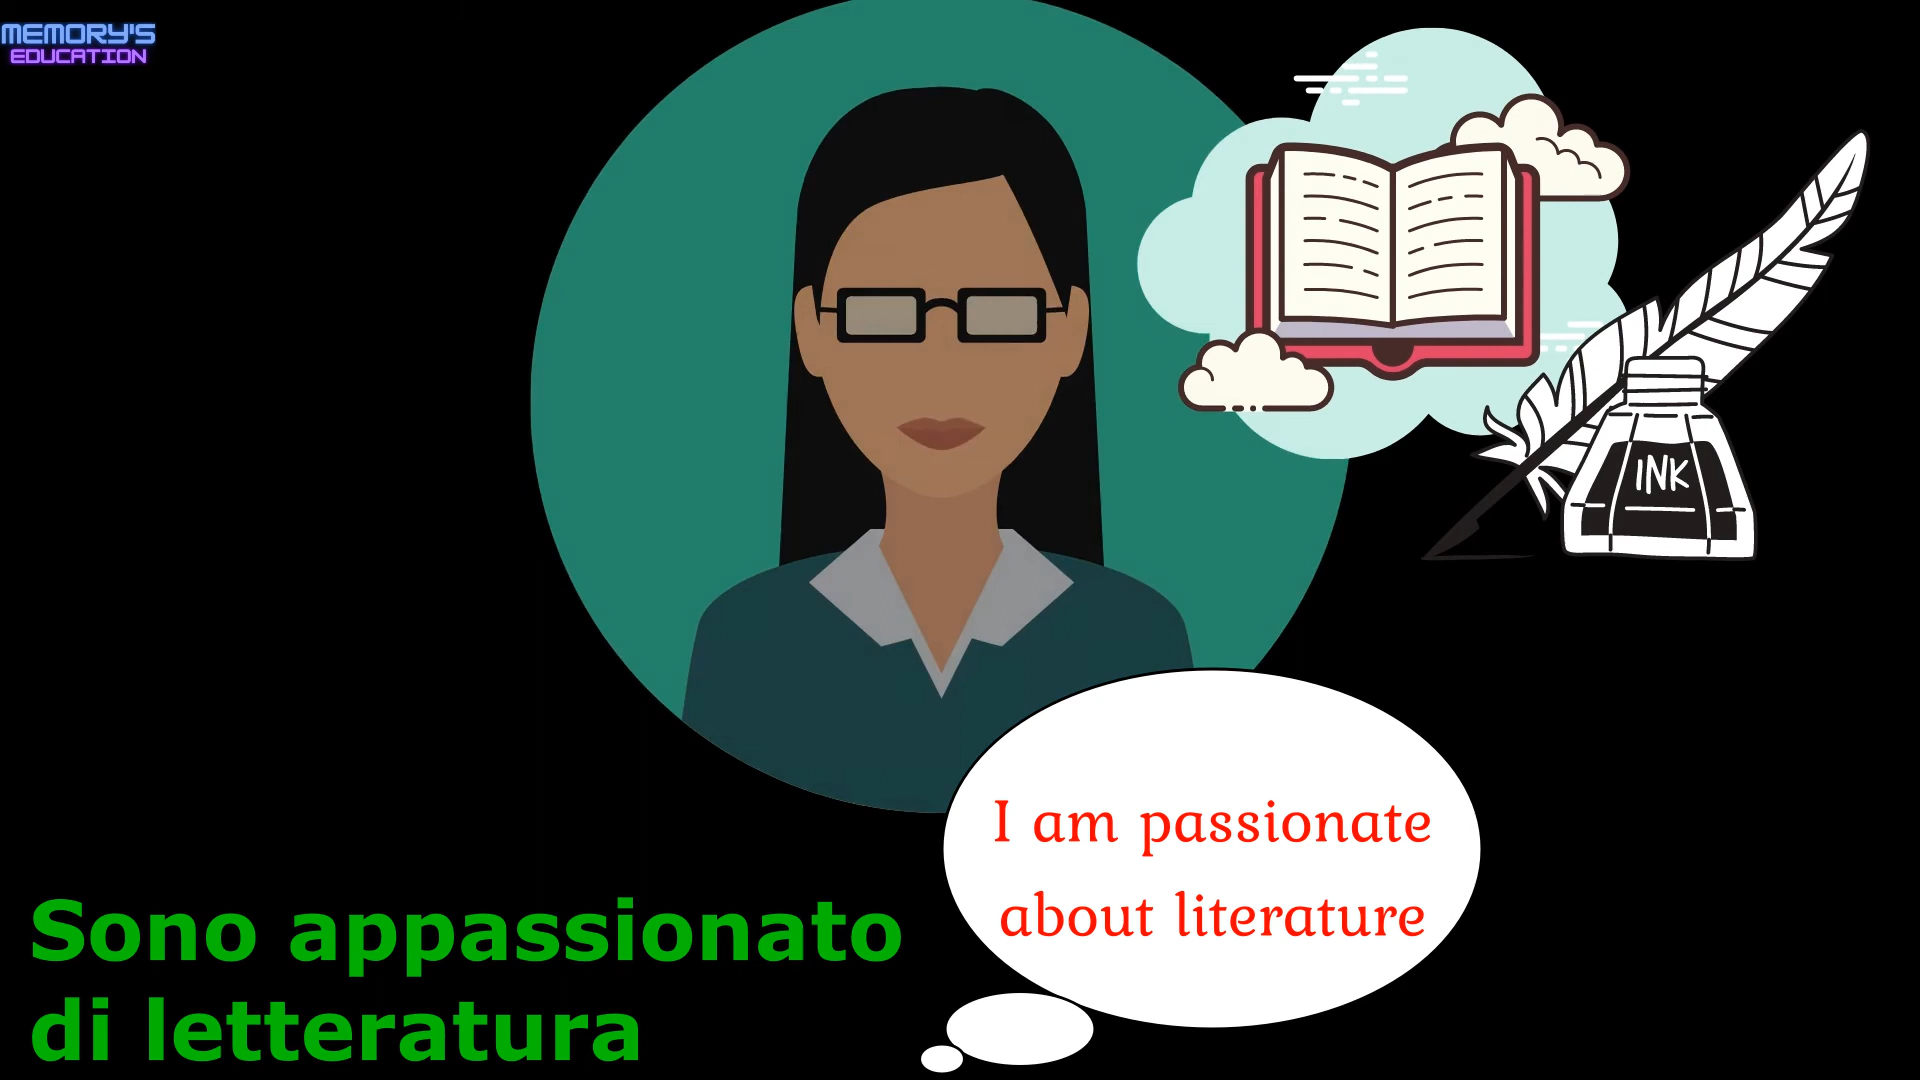 MEMORY'S
EDUCATION
INK
I am passionate
about literature
Sono appassionato
di letteratura